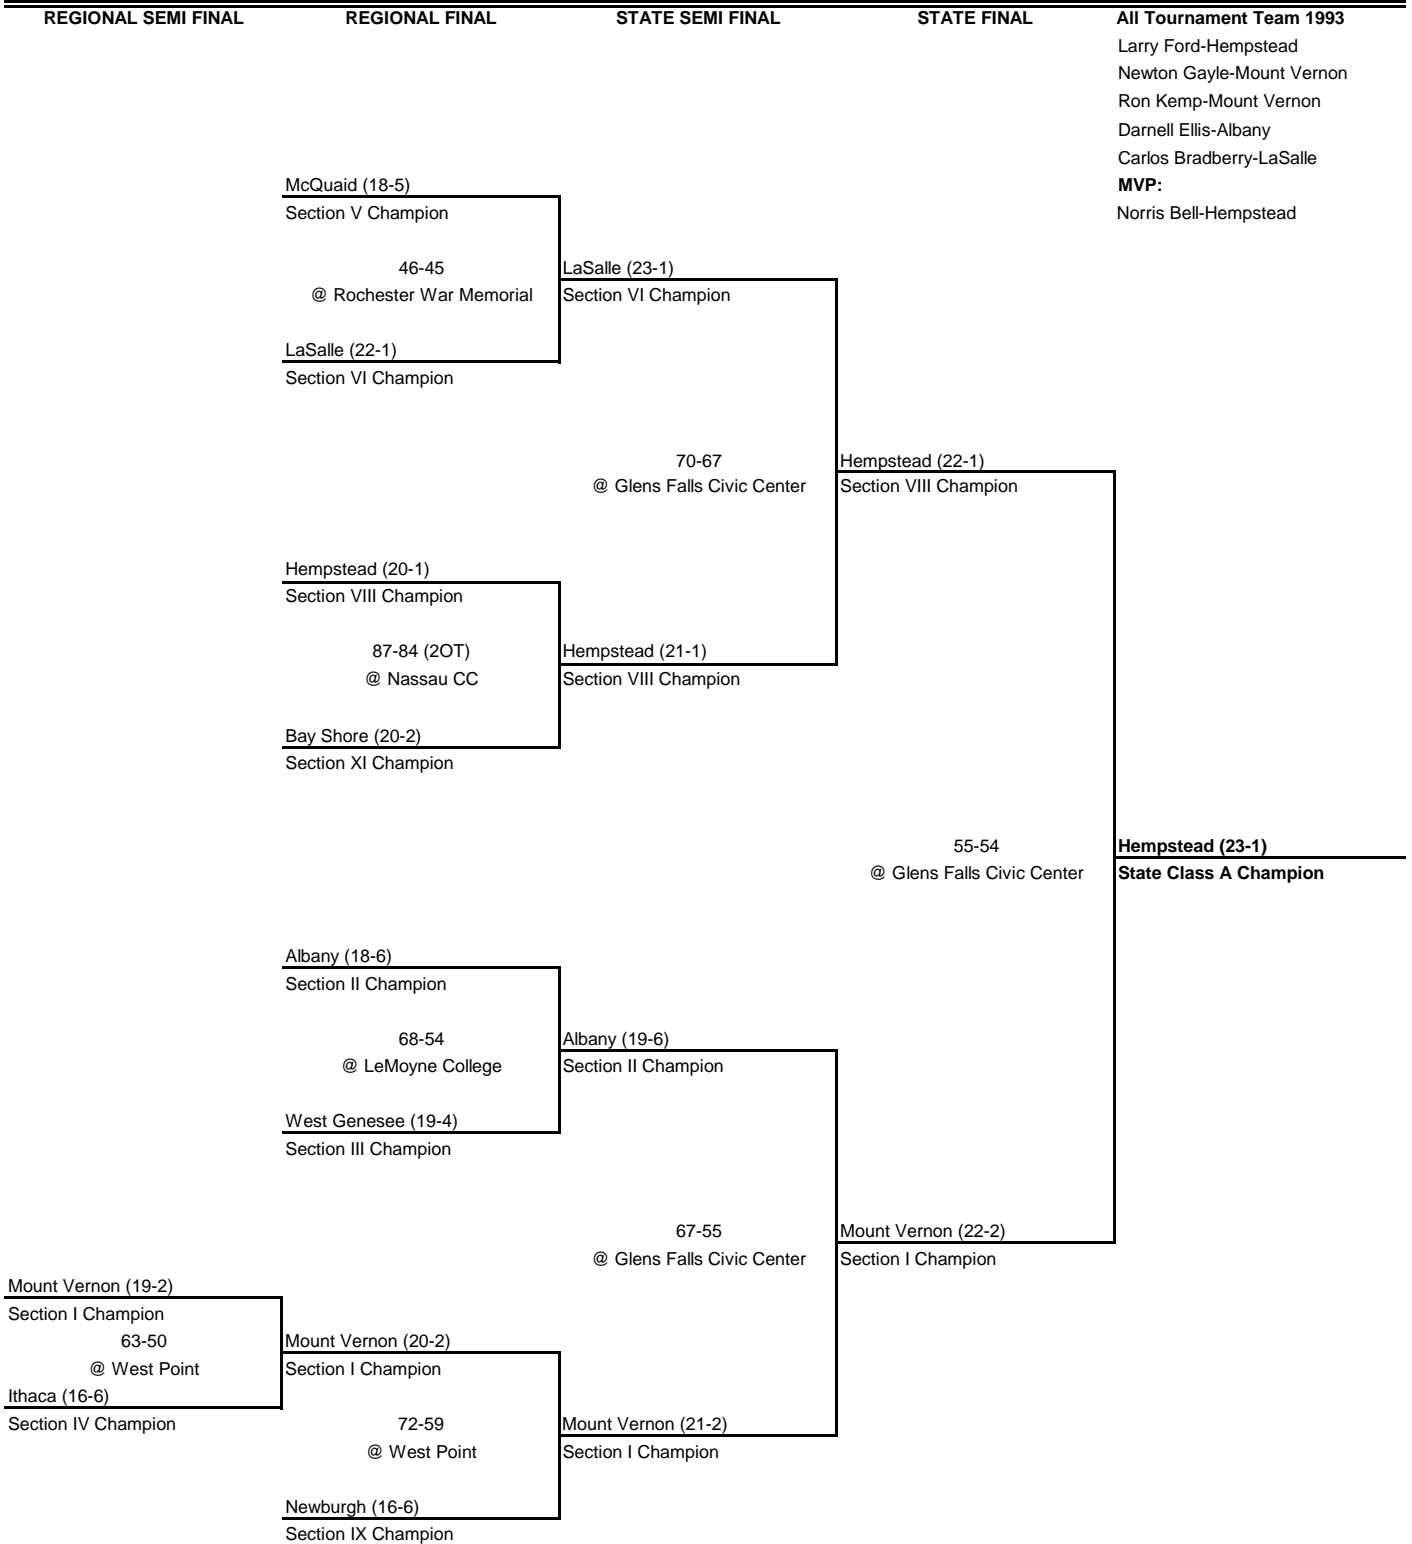 REGIONAL SEMI FINAL REGIONAL FINAL STATE SEMI FINAL STATE FINAL All Tournament Team 1993
Larry Ford-Hempstead
Newton Gayle-Mount Vernon
Ron Kemp-Mount Vernon
Darnell Ellis-Albany
Carlos Bradberry-LaSalle
McQuaid (18-5) MVP:
Section V Champion Norris Bell-Hempstead
46-45 LaSalle (23-1)
@ Rochester War Memorial Section VI Champion
LaSalle (22-1)
Section VI Champion
70-67 Hempstead (22-1)
@ Glens Falls Civic Center Section VIII Champion
Hempstead (20-1)
Section VIII Champion
87-84 (2OT) Hempstead (21-1)
@ Nassau CC Section VIII Champion
Bay Shore (20-2)
Section XI Champion
55-54 Hempstead (23-1)
@ Glens Falls Civic Center State Class A Champion
Albany (18-6)
Section II Champion
68-54 Albany (19-6)
@ LeMoyne College Section II Champion
West Genesee (19-4)
Section III Champion
67-55 Mount Vernon (22-2)
@ Glens Falls Civic Center Section I Champion
Mount Vernon (19-2)
Section I Champion
63-50 Mount Vernon (20-2)
@ West Point Section I Champion
Ithaca (16-6)
Section IV Champion 72-59 Mount Vernon (21-2)
@ West Point Section I Champion
Newburgh (16-6)
Section IX Champion